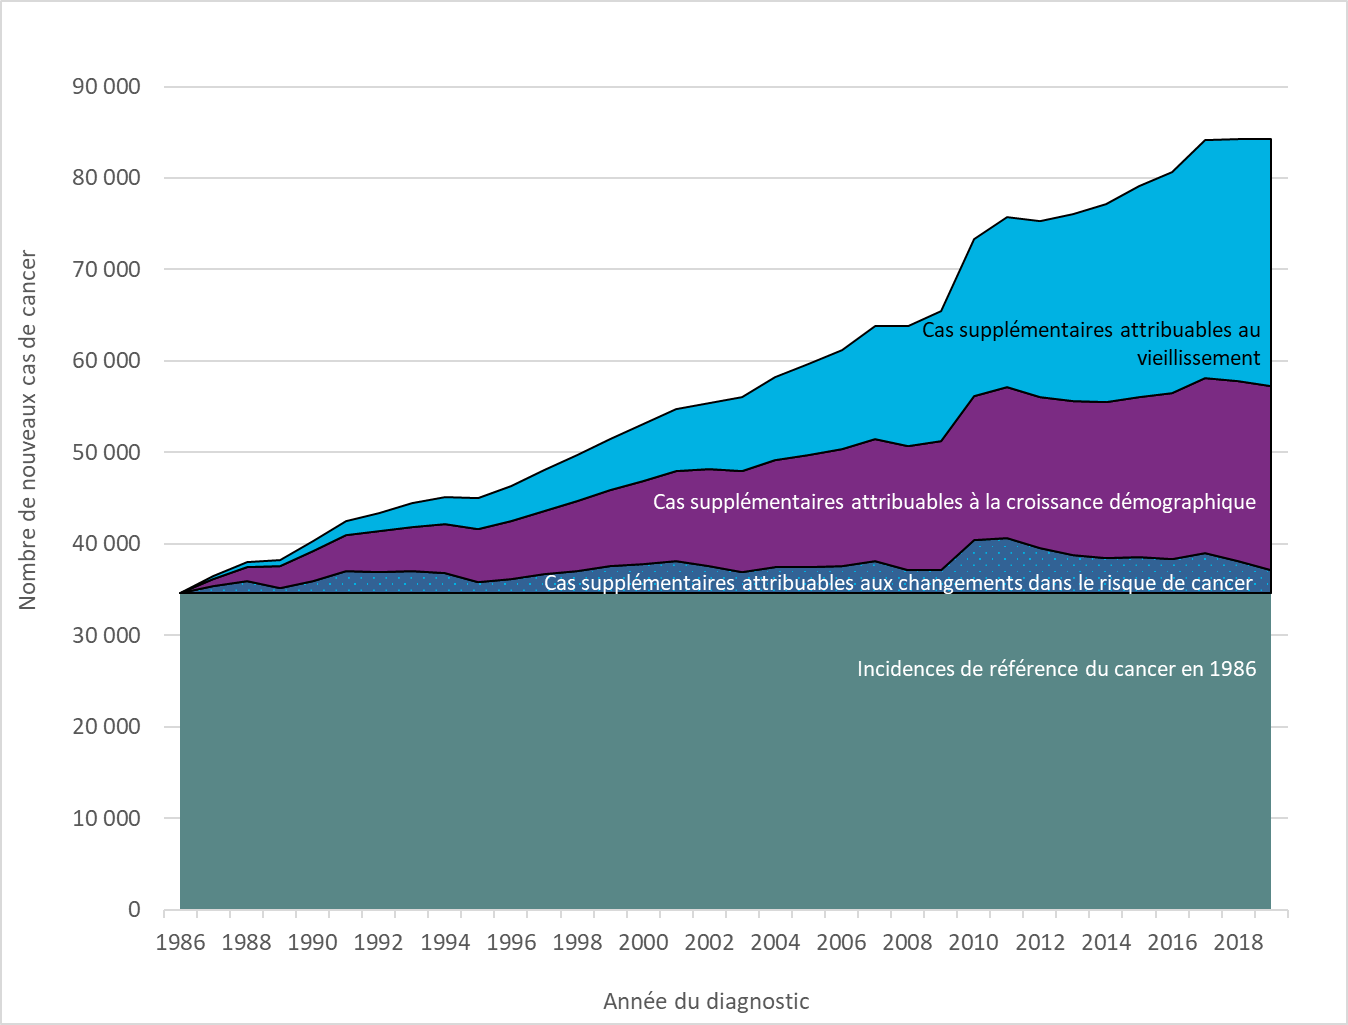 90 000
80 000
70 000
60 000
50 000
40 000
30 000
20 000
10 000
0
Nombre de nouveaux cas de cancer
Cas supplémentaires attribuables au
vieillissement
Cas supplémentaires attribuables à la croissance démographique
Cas supplémentaires attribuables aux changements dans le risque de cancer
Incidences de référence du cancer en 1986
1986 1988 1990 1992 1994 1996 1998 2000 2002 2004 2006 2008 2010 2012 2014 2016 2018
Année du diagnostic